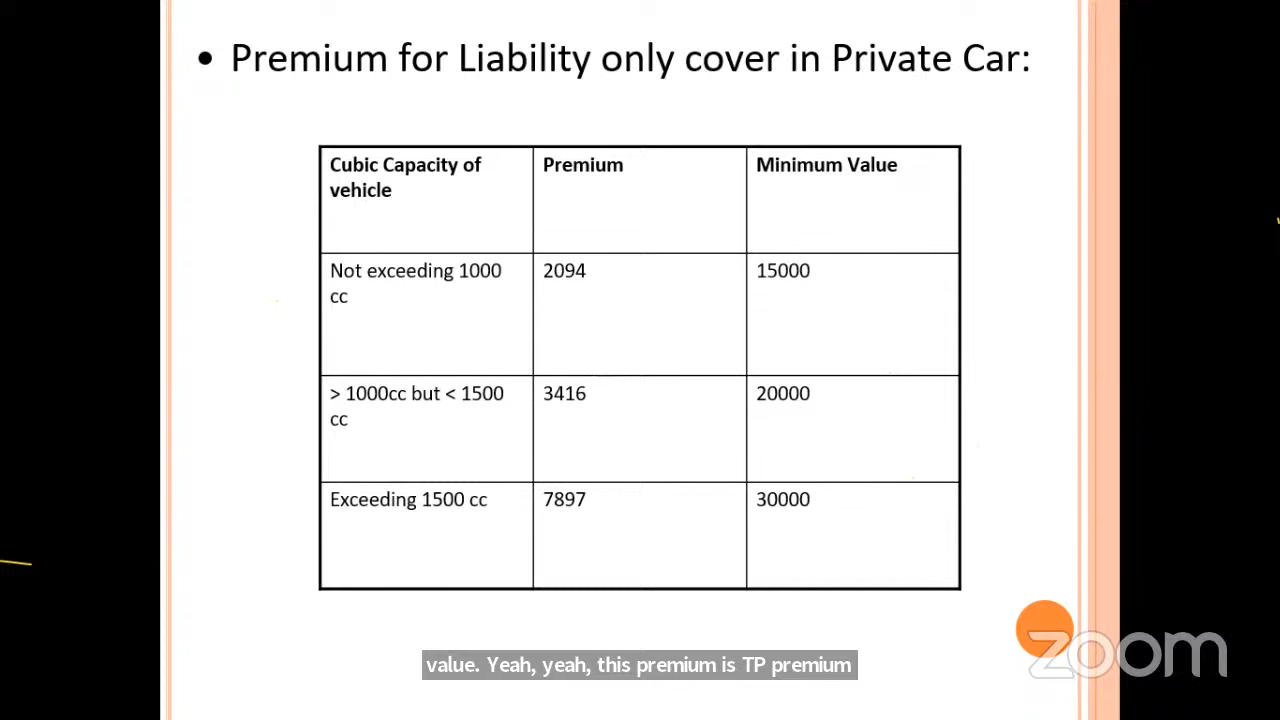 • Premium for Liability only cover in Private Car:
Cubic Capacity of vehicle Premium Minimum Value
Not exceeding 1000 cc 2094 15000
> 1000cc but < 1500 cc 3416 20000
Exceeding 1500 cc 7897 30000
value. Yeah, yeah, this premium is TP premium
zoom